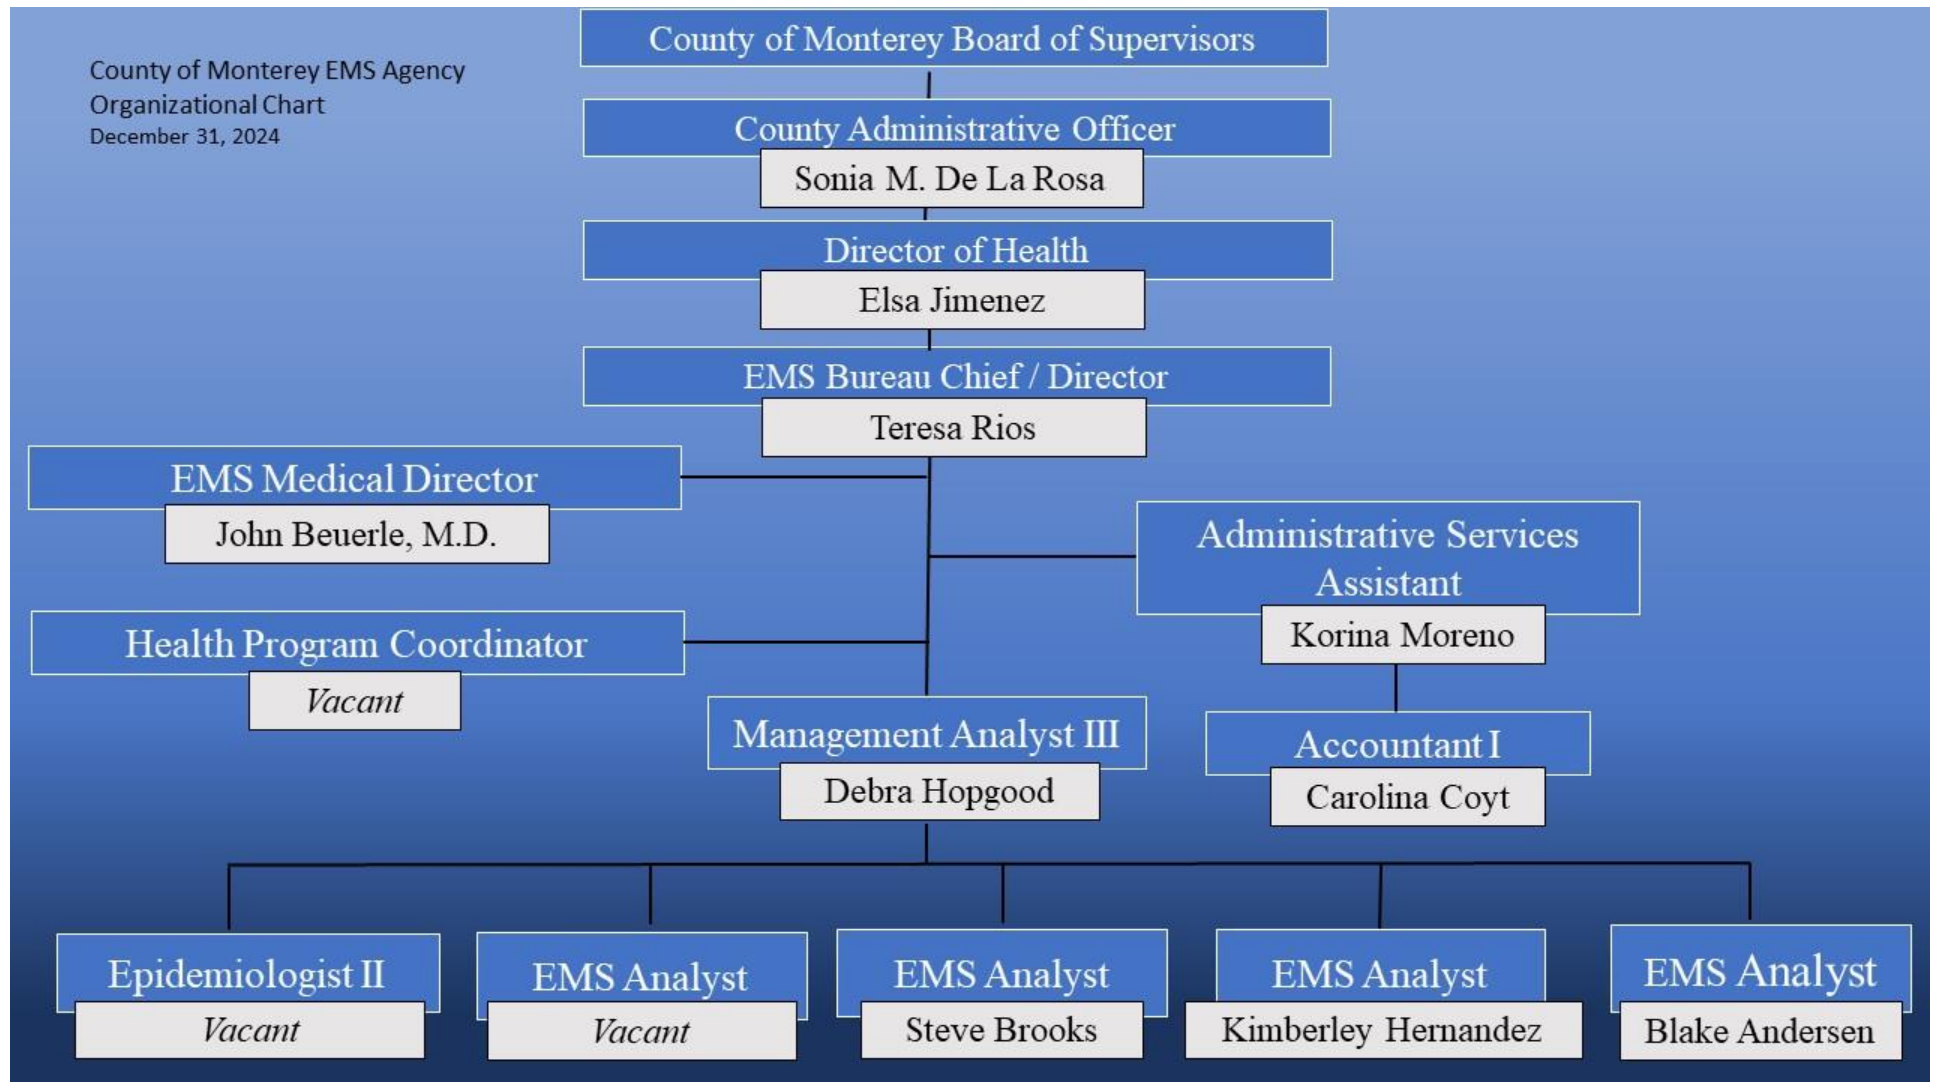 County of Monterey EMS Agency
Organizational Chart
December 31, 2024
County of Monterey Board of Supervisors
County Administrative Officer
Sonia M. De La Rosa
Director of Health
Elsa Jimenez
EMS Bureau Chief / Director
Teresa Rios
EMS Medical Director
John Beuerle, M.D.
Administrative Services
Assistant
Korina Moreno
Health Program Coordinator
Vacant
Management Analyst III
Debra Hopgood
Accountant I
Carolina Coyt
Epidemiologist II
Vacant
EMS Analyst
Vacant
EMS Analyst
Steve Brooks
EMS Analyst
Kimberley Hernandez
EMS Analyst
Blake Andersen